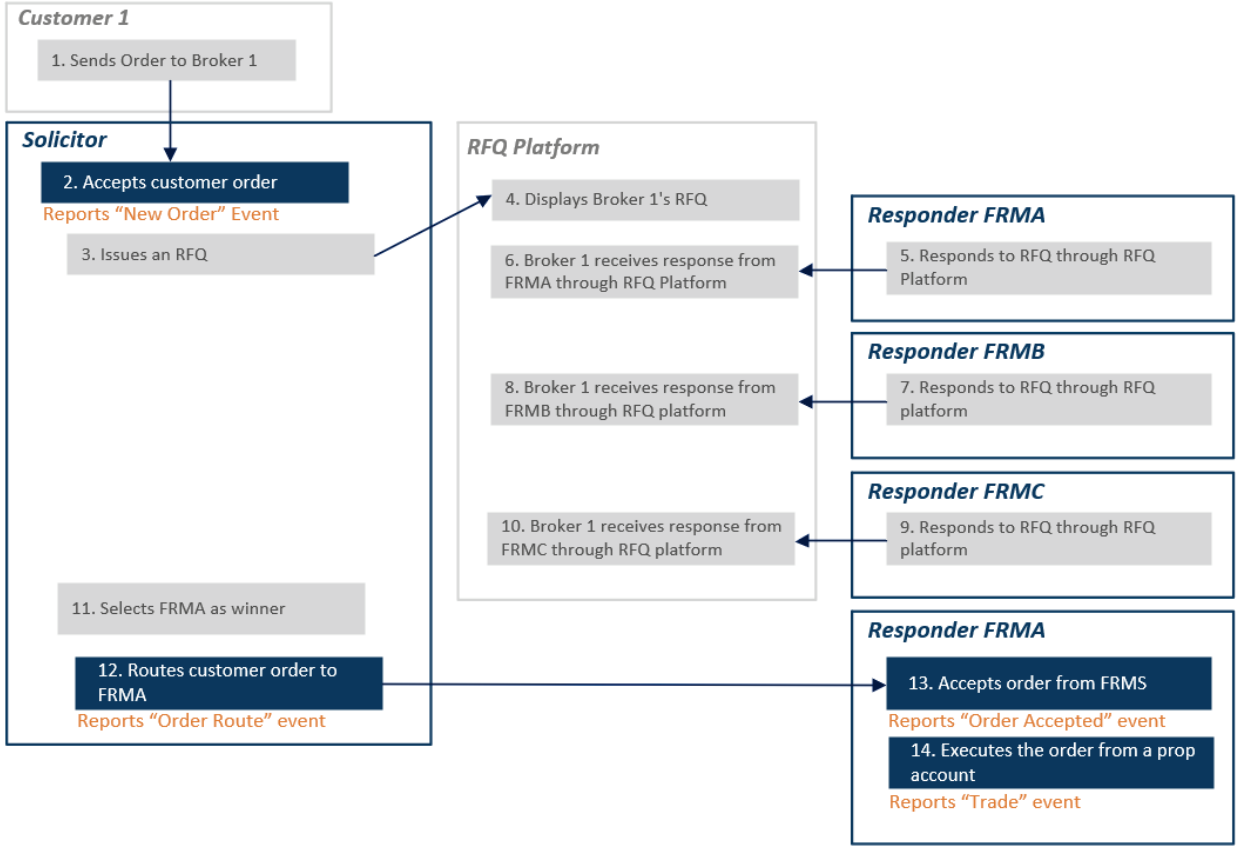 Customer 1
1. Sends Order to Broker 1
Solicitor
2. Accepts customer order
Reports “New Order” Event
3. Issues an RFQ
RFQ Platform
4. Displays Broker 1's RFQ
Responder FRMA
5. Responds to RFQ through RFQ
Platform
6. Broker 1 receives response from
FRMA through RFQ Platform
Responder FRMB
7. Responds to RFQ through RFQ
platform
8. Broker 1 receives response from
FRMB through RFQ platform
Responder FRMC
9. Responds to RFQ through RFQ
platform
10. Broker 1 receives response from
FRMC through RFQ platform
11. Selects FRMA as winner
12. Routes customer order to
FRMA
Reports “Order Route” event
Responder FRMA
13. Accepts order from FRMS
Reports “Order Accepted” event
14. Executes the order from a prop
account
Reports “Trade” event